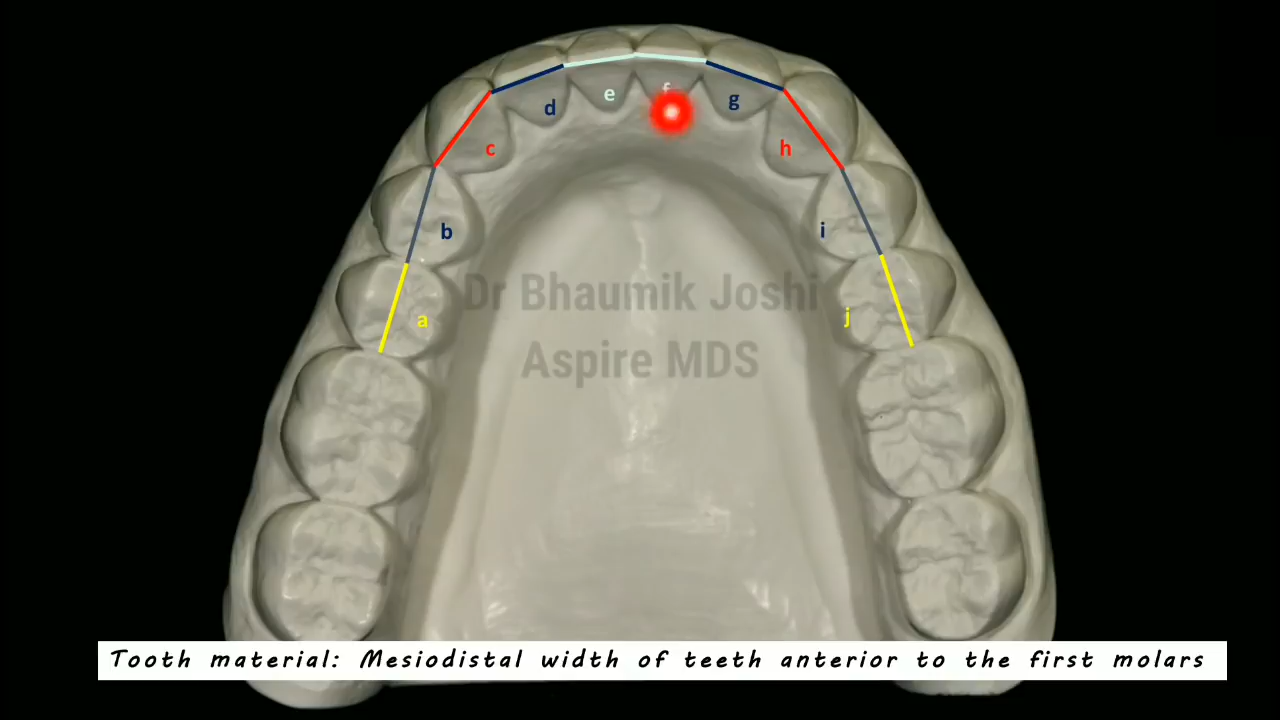 d e f g
c h
b i
a j
Dr Bhaumik Joshi
Aspire MDS
Tooth material: Mesiodistal width of teeth anterior to the first molars